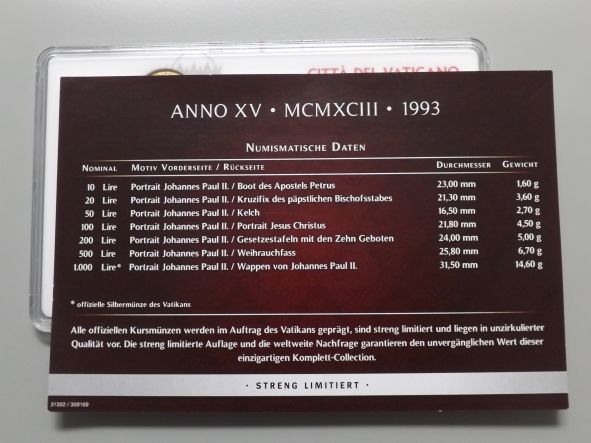 CITTÀ DEL VATICANO
ANNO XV • MCMXCIII • 1993
NUMISMATISCHE DATEN
NOMINAL MOTIV VORDERSEITE / RÜCKSEITE DURCHMESSER GEWICHT
10 Lire Portrait Johannes Paul II. / Boot des Apostels Petrus 23,00 mm 1,60 g
20 Lire Portrait Johannes Paul II. / Kruzifix des päpstlichen Bischofsstabes 21,30 mm 3,60 g
50 Lire Portrait Johannes Paul II. / Kelch 16,50 mm 2,70 g
100 Lire Portrait Johannes Paul II. / Portrait Jesus Christus 21,80 mm 4,50 g
200 Lire Portrait Johannes Paul II. / Gesetzestafeln mit den Zehn Geboten 24,00 mm 5,00 g
500 Lire Portrait Johannes Paul II. / Weihrauchfass 25,80 mm 6,70 g
1.000 Lire* Portrait Johannes Paul II. / Wappen von Johannes Paul II. 31,50 mm 14,60 g
* offizielle Silbermünze des Vatikans
Alle offiziellen Kursmünzen werden im Auftrag des Vatikans geprägt, sind streng limitiert und liegen in unzirkulierter
Qualität vor. Die streng limitierte Auflage und die weltweite Nachfrage garantieren den unvergänglichen Wert dieser
einzigartigen Komplett-Collection.
· STRENG LIMITIERT ·
31302 / 309169